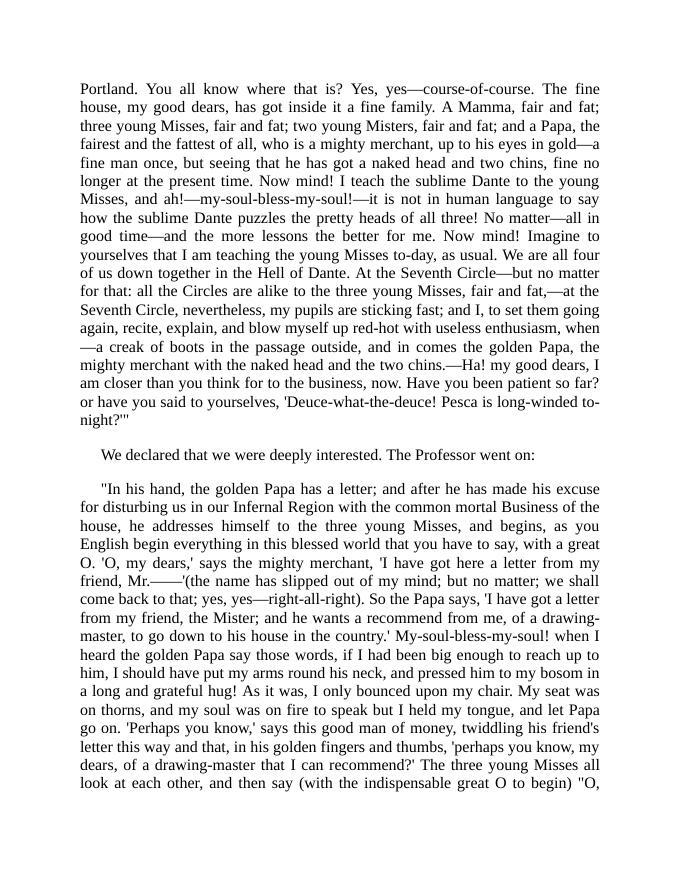 Portland. You all know where that is? Yes, yes—course-of-course. The fine
house, my good dears, has got inside it a fine family. A Mamma, fair and fat;
three young Misses, fair and fat; two young Misters, fair and fat; and a Papa, the
fairest and the fattest of all, who is a mighty merchant, up to his eyes in gold—a
fine man once, but seeing that he has got a naked head and two chins, fine no
longer at the present time. Now mind! I teach the sublime Dante to the young
Misses, and ah!—my-soul-bless-my-soul!—it is not in human language to say
how the sublime Dante puzzles the pretty heads of all three! No matter—all in
good time—and the more lessons the better for me. Now mind! Imagine to
yourselves that I am teaching the young Misses to-day, as usual. We are all four
of us down together in the Hell of Dante. At the Seventh Circle—but no matter
for that: all the Circles are alike to the three young Misses, fair and fat,—at the
Seventh Circle, nevertheless, my pupils are sticking fast; and I, to set them going
again, recite, explain, and blow myself up red-hot with useless enthusiasm, when
—a creak of boots in the passage outside, and in comes the golden Papa, the
mighty merchant with the naked head and the two chins.—Ha! my good dears, I
am closer than you think for to the business, now. Have you been patient so far?
or have you said to yourselves, 'Deuce-what-the-deuce! Pesca is long-winded to-
night?'"
We declared that we were deeply interested. The Professor went on:
"In his hand, the golden Papa has a letter; and after he has made his excuse
for disturbing us in our Infernal Region with the common mortal Business of the
house, he addresses himself to the three young Misses, and begins, as you
English begin everything in this blessed world that you have to say, with a great
O. 'O, my dears,' says the mighty merchant, 'I have got here a letter from my
friend, Mr.——'(the name has slipped out of my mind; but no matter; we shall
come back to that; yes, yes—right-all-right). So the Papa says, 'I have got a letter
from my friend, the Mister; and he wants a recommend from me, of a drawing-
master, to go down to his house in the country.' My-soul-bless-my-soul! when I
heard the golden Papa say those words, if I had been big enough to reach up to
him, I should have put my arms round his neck, and pressed him to my bosom in
a long and grateful hug! As it was, I only bounced upon my chair. My seat was
on thorns, and my soul was on fire to speak but I held my tongue, and let Papa
go on. 'Perhaps you know,' says this good man of money, twiddling his friend's
letter this way and that, in his golden fingers and thumbs, 'perhaps you know, my
dears, of a drawing-master that I can recommend?' The three young Misses all
look at each other, and then say (with the indispensable great O to begin) "O,